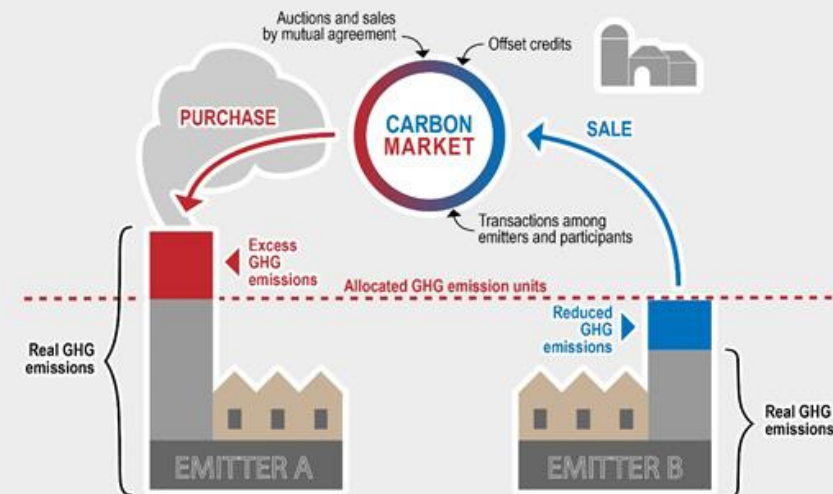 Auctions and sales
by mutual agreement
Offset credits
PURCHASE
CARBON
MARKET
SALE
Transactions among
emitters and participants
Excess
GHG
emissions
Allocated GHG emission units
Reduced
GHG
emissions
Real GHG
emissions
Real GHG
emissions
EMITTER A
EMITTER B